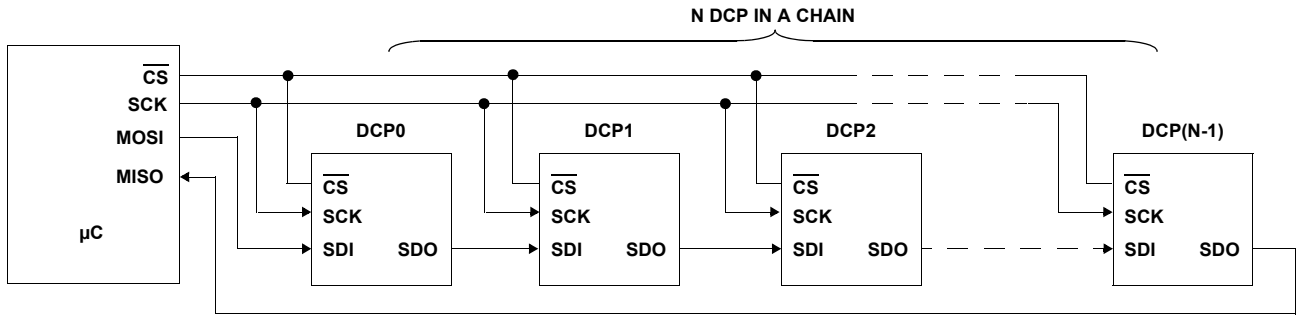 N DCP IN A CHAIN
CS
SCK
MOSI
MISO
µC
DCP0
CS
SCK
SDI SDO
DCP1
CS
SCK
SDI SDO
DCP2
CS
SCK
SDI SDO
DCP(N-1)
CS
SCK
SDI SDO